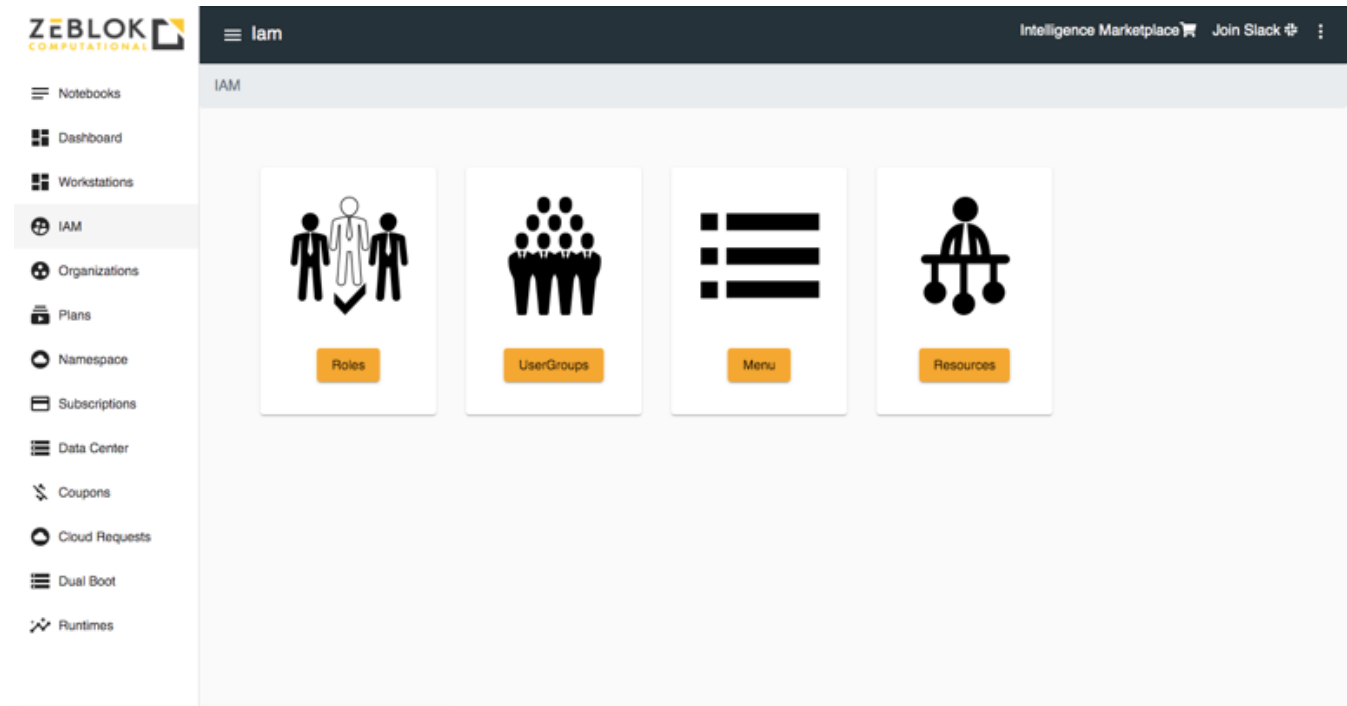 ZEBLOK
COMPUTATIONAL
Iam
Intelligence Marketplace
Join Slack
IAM
Notebooks
Dashboard
Workstations
IAM
Organizations
Plans
Namespace
Subscriptions
Data Center
Coupons
Cloud Requests
Dual Boot
Runtimes
Roles
UserGroups
Menu
Resources